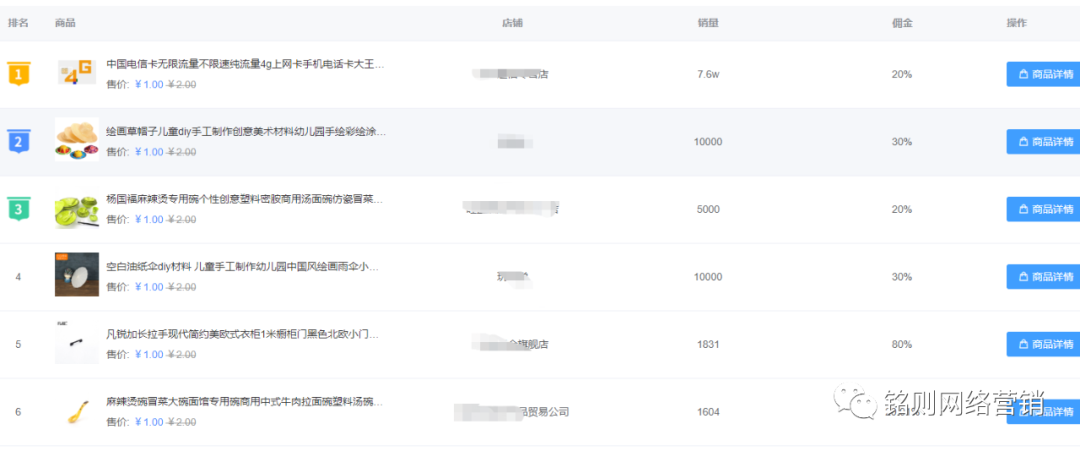 排名 商品 店铺 销量 佣金 操作
1 4G 中国电信卡无限流量不限速纯流量4g上网卡手机电话卡大王... 店 7.6w 20% 商品详情
售价: ¥1.00 ¥2.00
2 绘画草帽子儿童diy手工制作创意美术材料幼儿园手绘彩绘涂... 10000 30% 商品详情
售价: ¥1.00 ¥2.00
3 杨国福麻辣烫专用碗个性创意塑料密胺商用汤面碗仿瓷冒菜... 5000 20% 商品详情
售价: ¥1.00 ¥2.00
4 空白油纸伞diy材料 儿童手工制作幼儿园中国风绘画雨伞小... 10000 30% 商品详情
售价: ¥1.00 ¥2.00
5 凡锐加长拉手现代简约美欧式衣柜1米橱柜门黑色北欧小门... 旗舰店 1831 80% 商品详情
售价: ¥1.00 ¥2.00
6 麻辣烫碗冒菜大碗面馆专用碗商用中式牛肉拉面碗塑料汤碗... 品贸易公司 1604 商品详情
售价: ¥1.00 ¥2.00
铭则网络营销